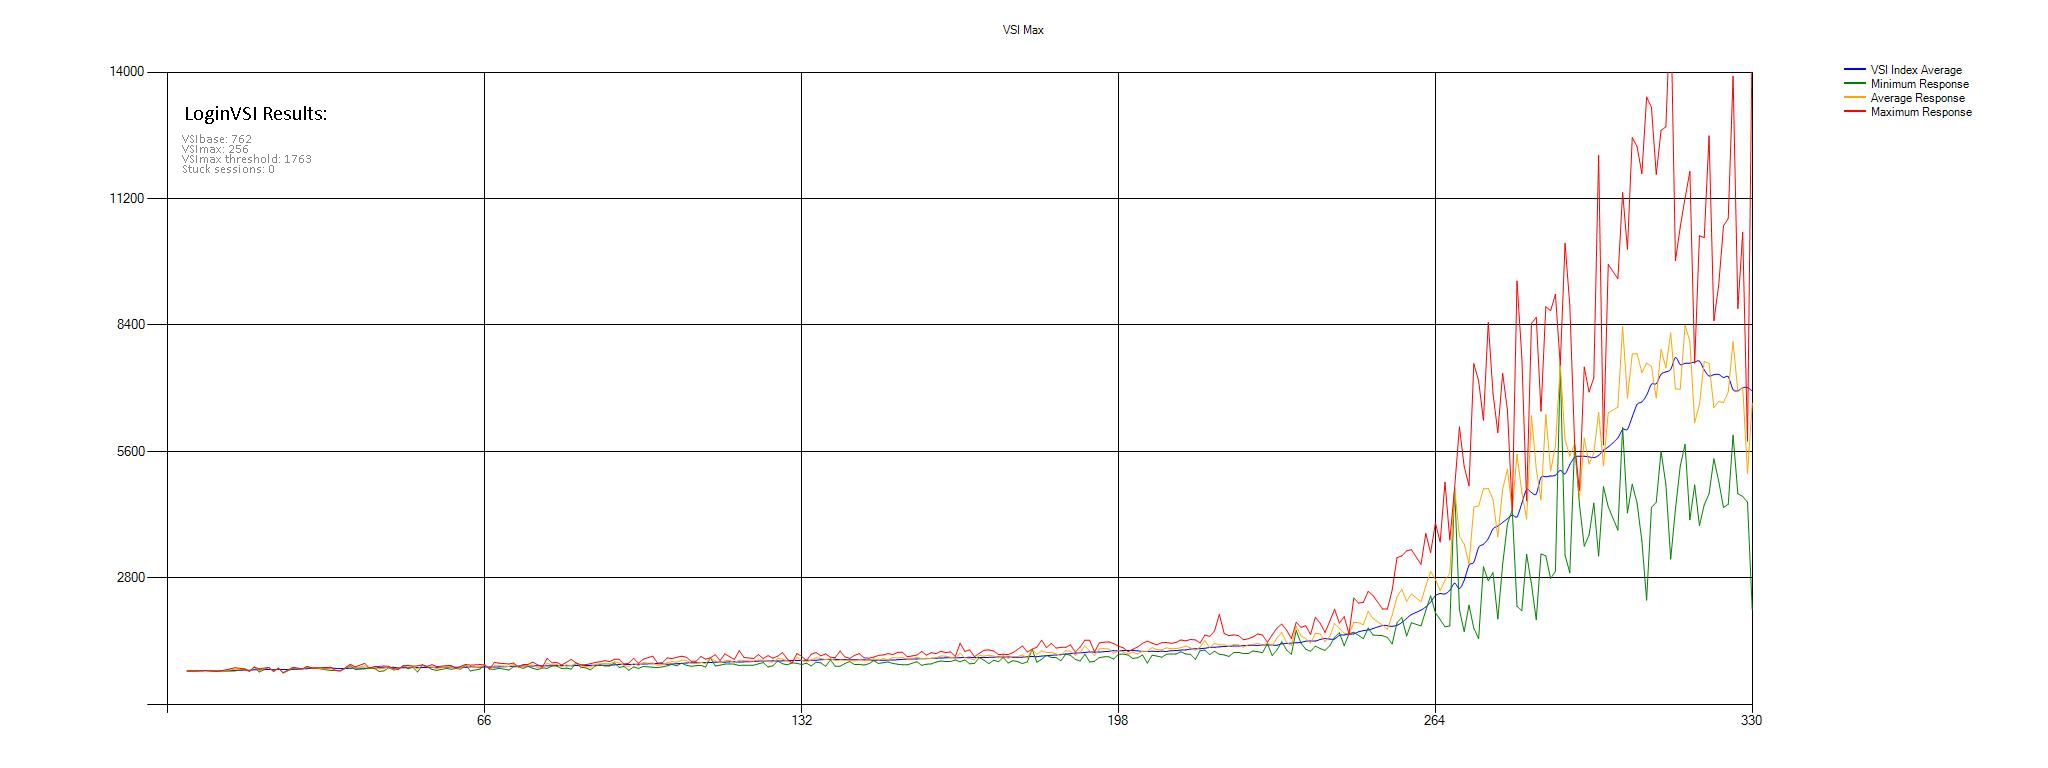 VSI Max
14000
11200
8400
5600
2800
LoginVSI Results:
VSIbase: 762
VSImax: 256
VSImax threshold: 1763
Stuck sessions: 0
VSI Index Average
Minimum Response
Average Response
Maximum Response
66
132
198
264
330